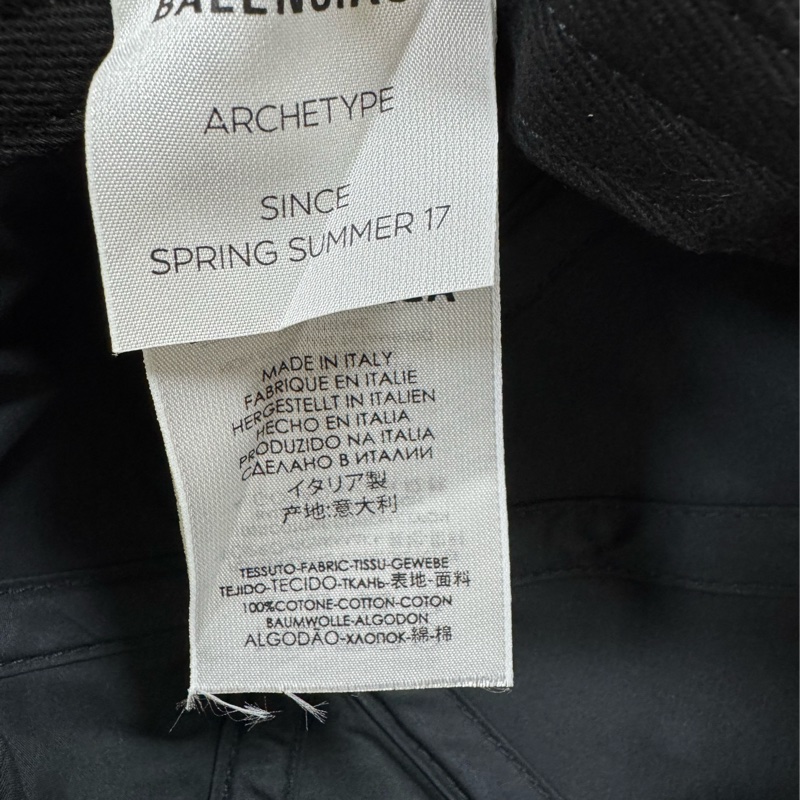 BALENCIAG
ARCHETYPE
SINCE
SPRING SUMMER 17
MADE IN ITALY
FABRIQUE EN ITALIE
HERGESTELLT IN ITALIEN
HECHO EN ITALIA
PRODUZIDO NA ITALIA
СДЕЛАНО В ИТАЛИИ
イタリア製
产地:意大利
TESSUTO-FABRIC-TISSU-GEWEBE
TEJIDO-TECIDO-ТКАНЬ-表地-面料
100%COTONE-COTTON-COTON
BAUMWOLLE-ALGODON
ALGODÃO-ХЛОПОК-綿-棉